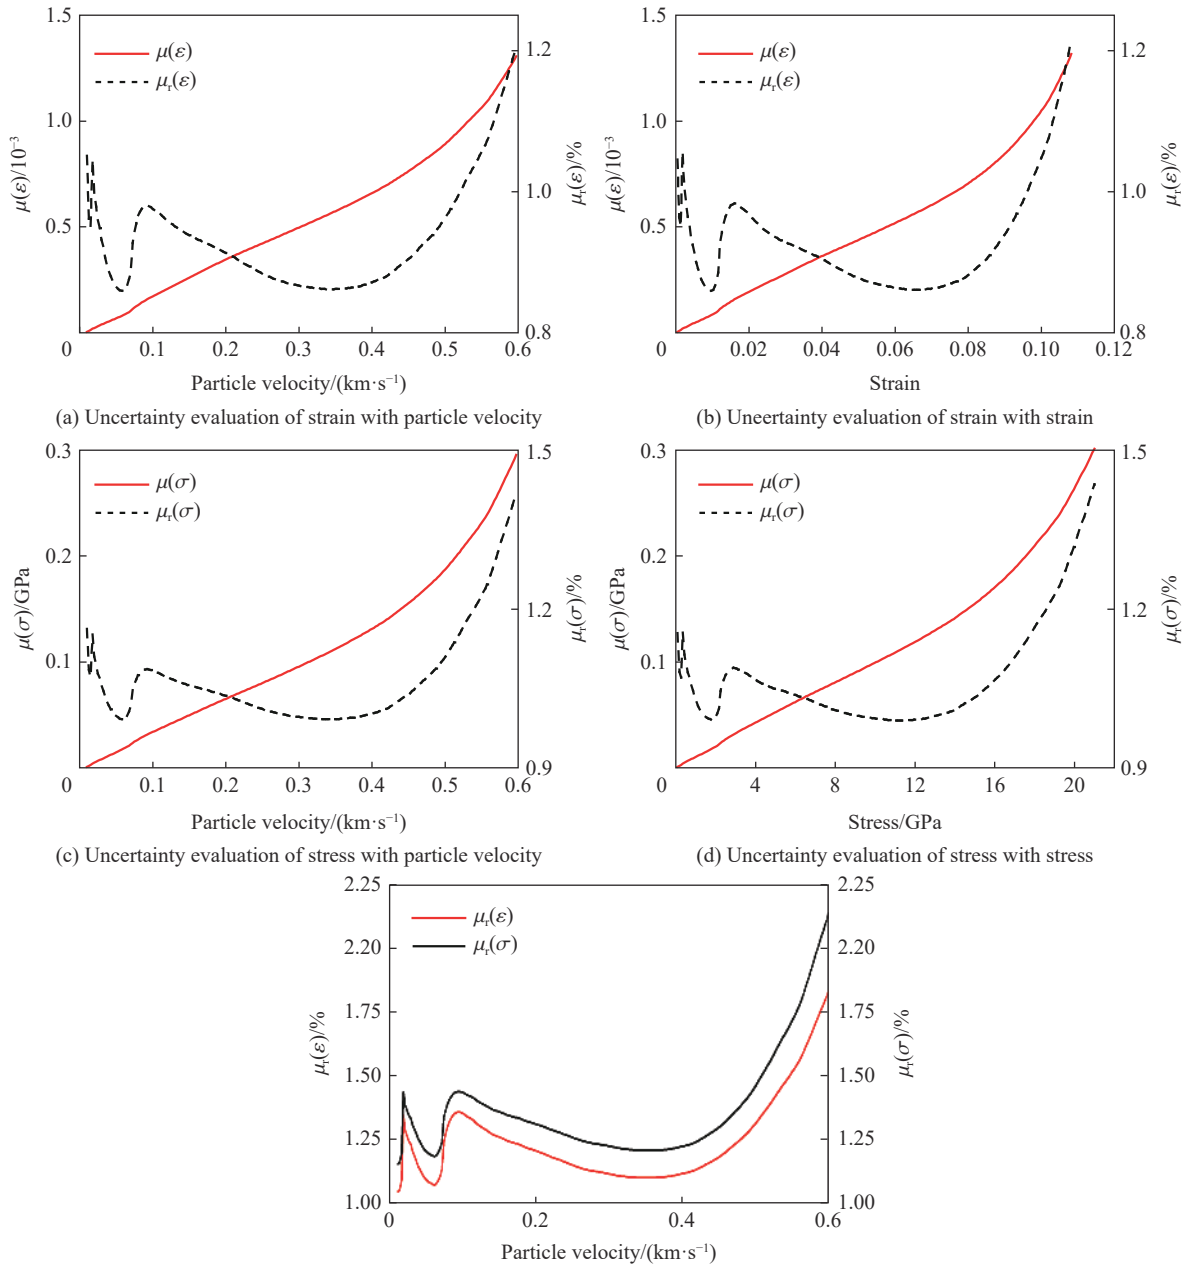 1.5
1.0
0.5
0
0.1
0.2
0.3
0.4
0.5
0.6
1.2
1.0
0.8
μ(ε)/10⁻³
μᵣ(ε)/%
μ(ε)
μᵣ(ε)
Particle velocity/(km·s⁻¹)
(a) Uncertainty evaluation of strain with particle velocity
1.5
1.0
0.5
0
0.02
0.04
0.06
0.08
0.10
0.12
1.2
1.0
0.8
μ(ε)/10⁻³
μᵣ(ε)/%
μ(ε)
μᵣ(ε)
Strain
(b) Uneertainty evaluation of strain with strain
0.3
0.2
0.1
0
0.1
0.2
0.3
0.4
0.5
0.6
1.5
1.2
0.9
μ(σ)/GPa
μᵣ(σ)/%
μ(σ)
μᵣ(σ)
Particle velocity/(km·s⁻¹)
(c) Uncertainty evaluation of stress with particle velocity
0.3
0.2
0.1
0
4
8
12
16
20
1.5
1.2
0.9
μ(σ)/GPa
μᵣ(σ)/%
μ(σ)
μᵣ(σ)
Stress/GPa
(d) Uncertainty evaluation of stress with stress
2.25
2.20
1.75
1.50
1.25
1.00
0
0.2
0.4
0.6
2.25
2.20
1.75
1.50
1.25
1.00
μᵣ(ε)/%
μᵣ(σ)/%
μᵣ(ε)
μᵣ(σ)
Particle velocity/(km·s⁻¹)